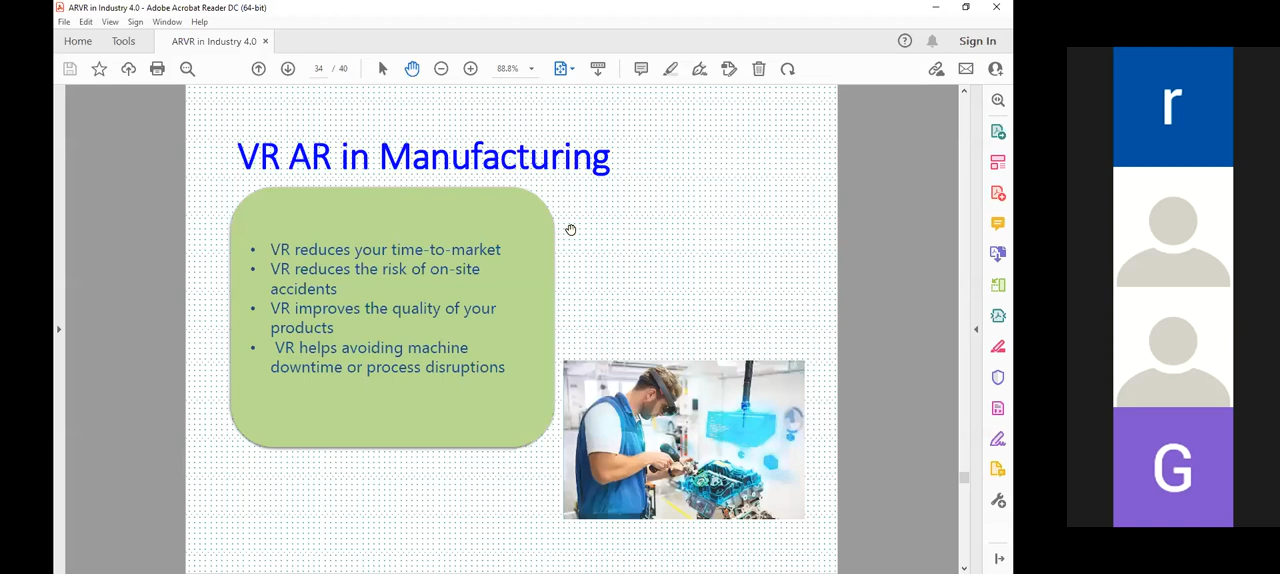 ARVR in Industry 4.0 - Adobe Acrobat Reader DC (64-bit)
File Edit View Sign Window Help
Home Tools ARVR in Industry 4.0 × Sign In
34 / 40 88.8%
VR AR in Manufacturing
• VR reduces your time-to-market
• VR reduces the risk of on-site
accidents
• VR improves the quality of your
products
• VR helps avoiding machine
downtime or process disruptions
r
G